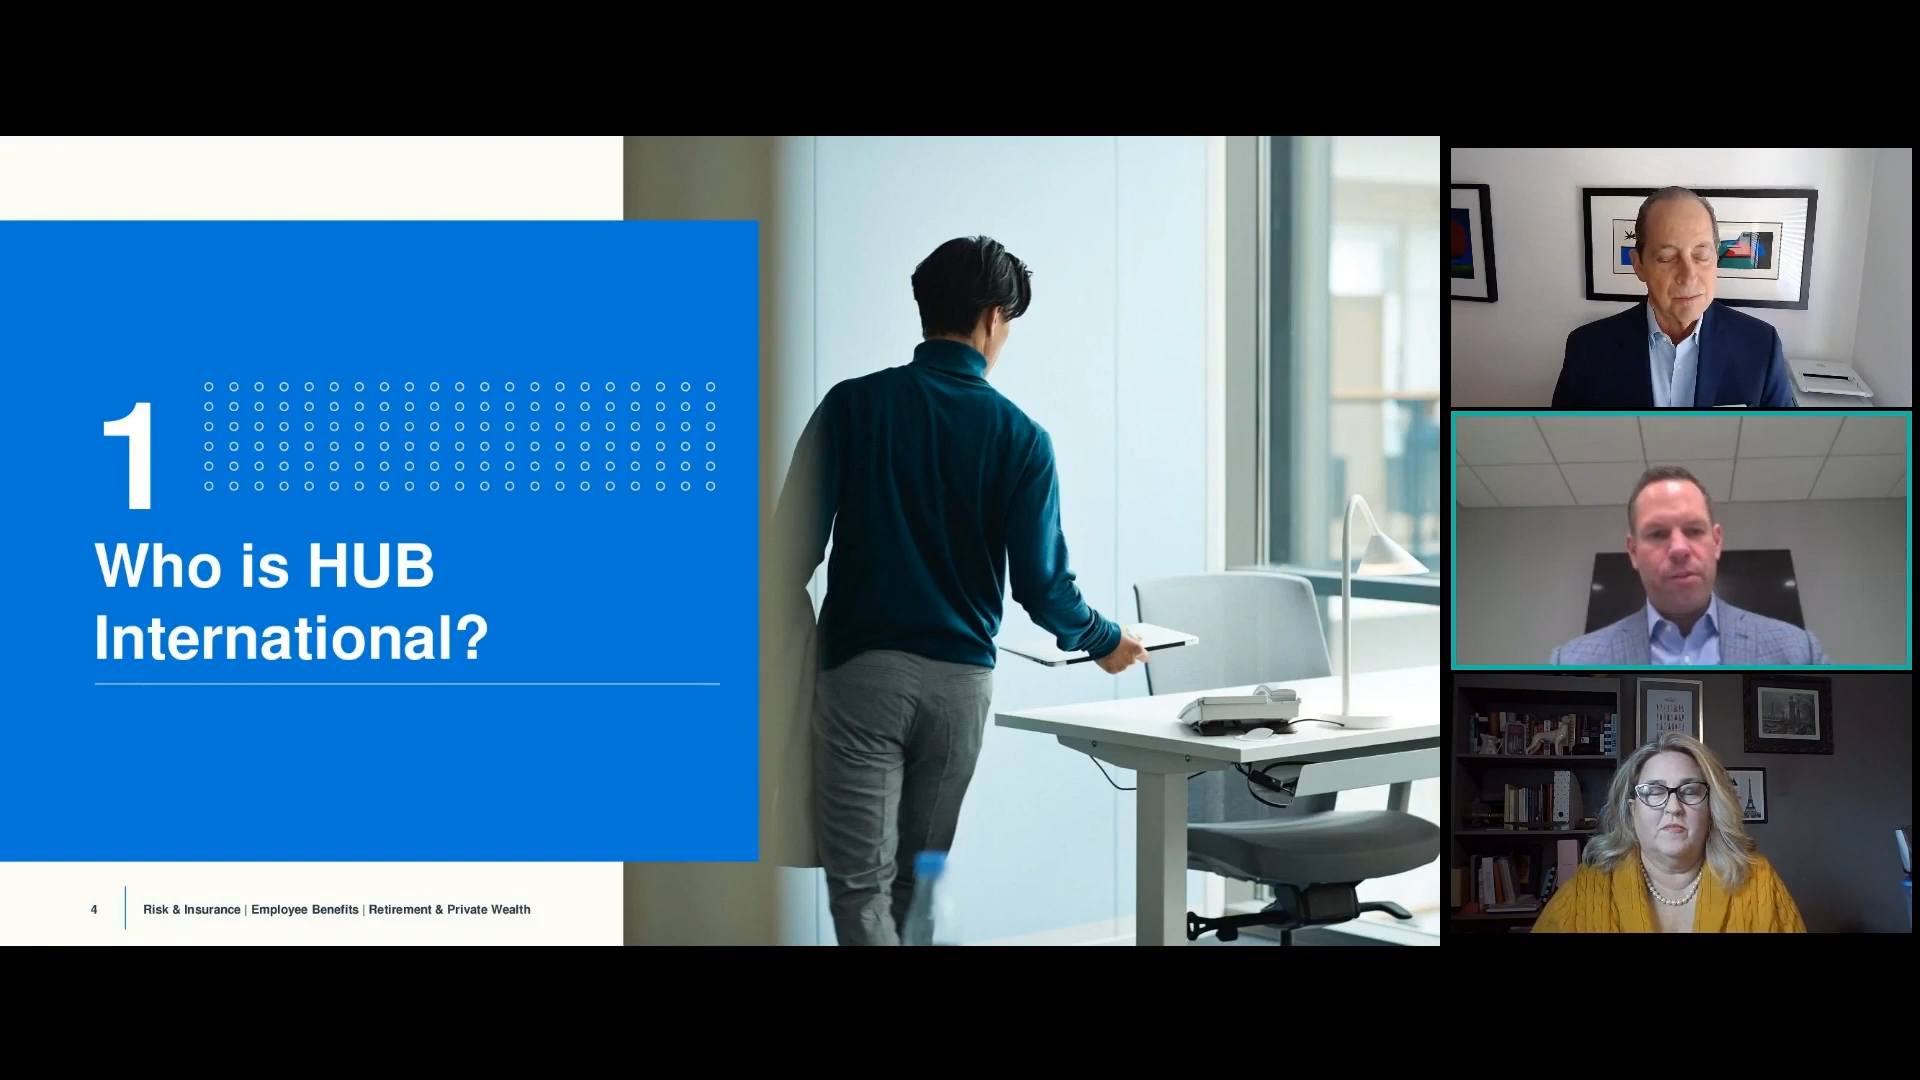 1
Who is HUB
International?
4
Risk & Insurance | Employee Benefits | Retirement & Private Wealth